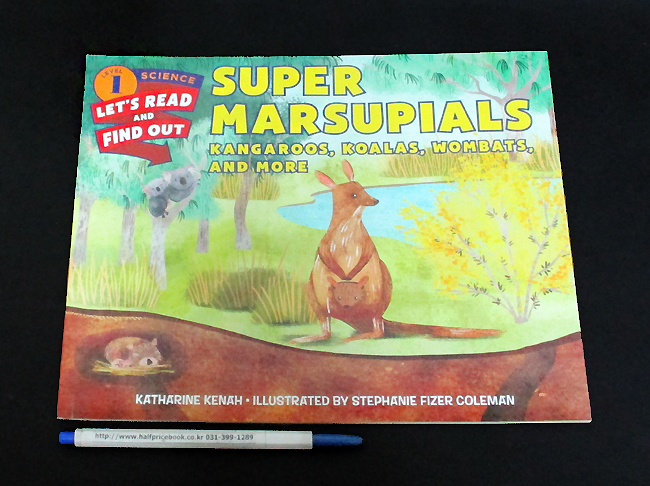 LEVEL
1
SCIENCE
LET'S READ
AND
FIND OUT
SUPER
MARSUPIALS
KANGAROOS, KOALAS, WOMBATS,
AND MORE
KATHARINE KENAH • ILLUSTRATED BY STEPHANIE FIZER COLEMAN
http://www.halfpricebook.co.kr 031-399-1289